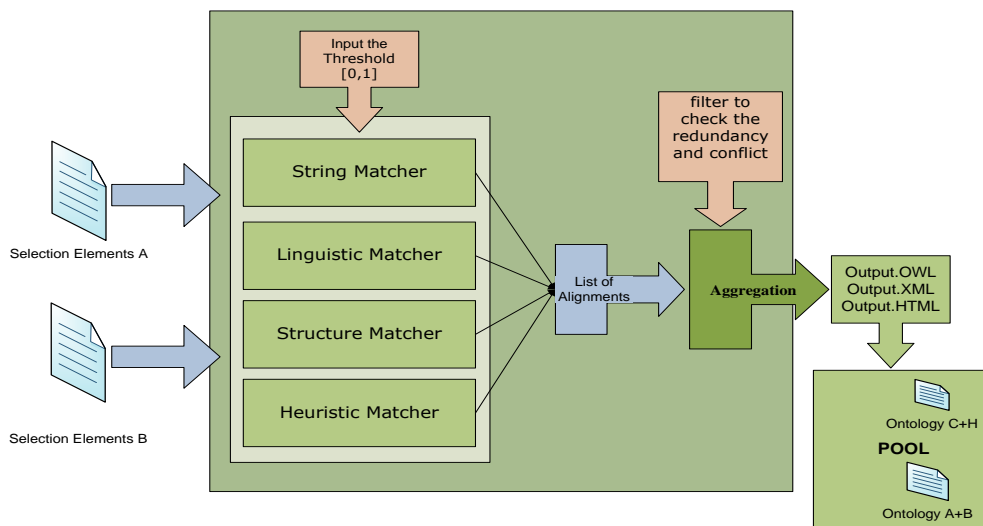 Input the
Threshold
[0,1]
filter to
check the
redundancy
and conflict
String Matcher
Linguistic Matcher
Structure Matcher
Heuristic Matcher
Selection Elements A
Selection Elements B
List of
Alignments
Aggregation
Output.OWL
Output.XML
Output.HTML
Ontology C+H
POOL
Ontology A+B